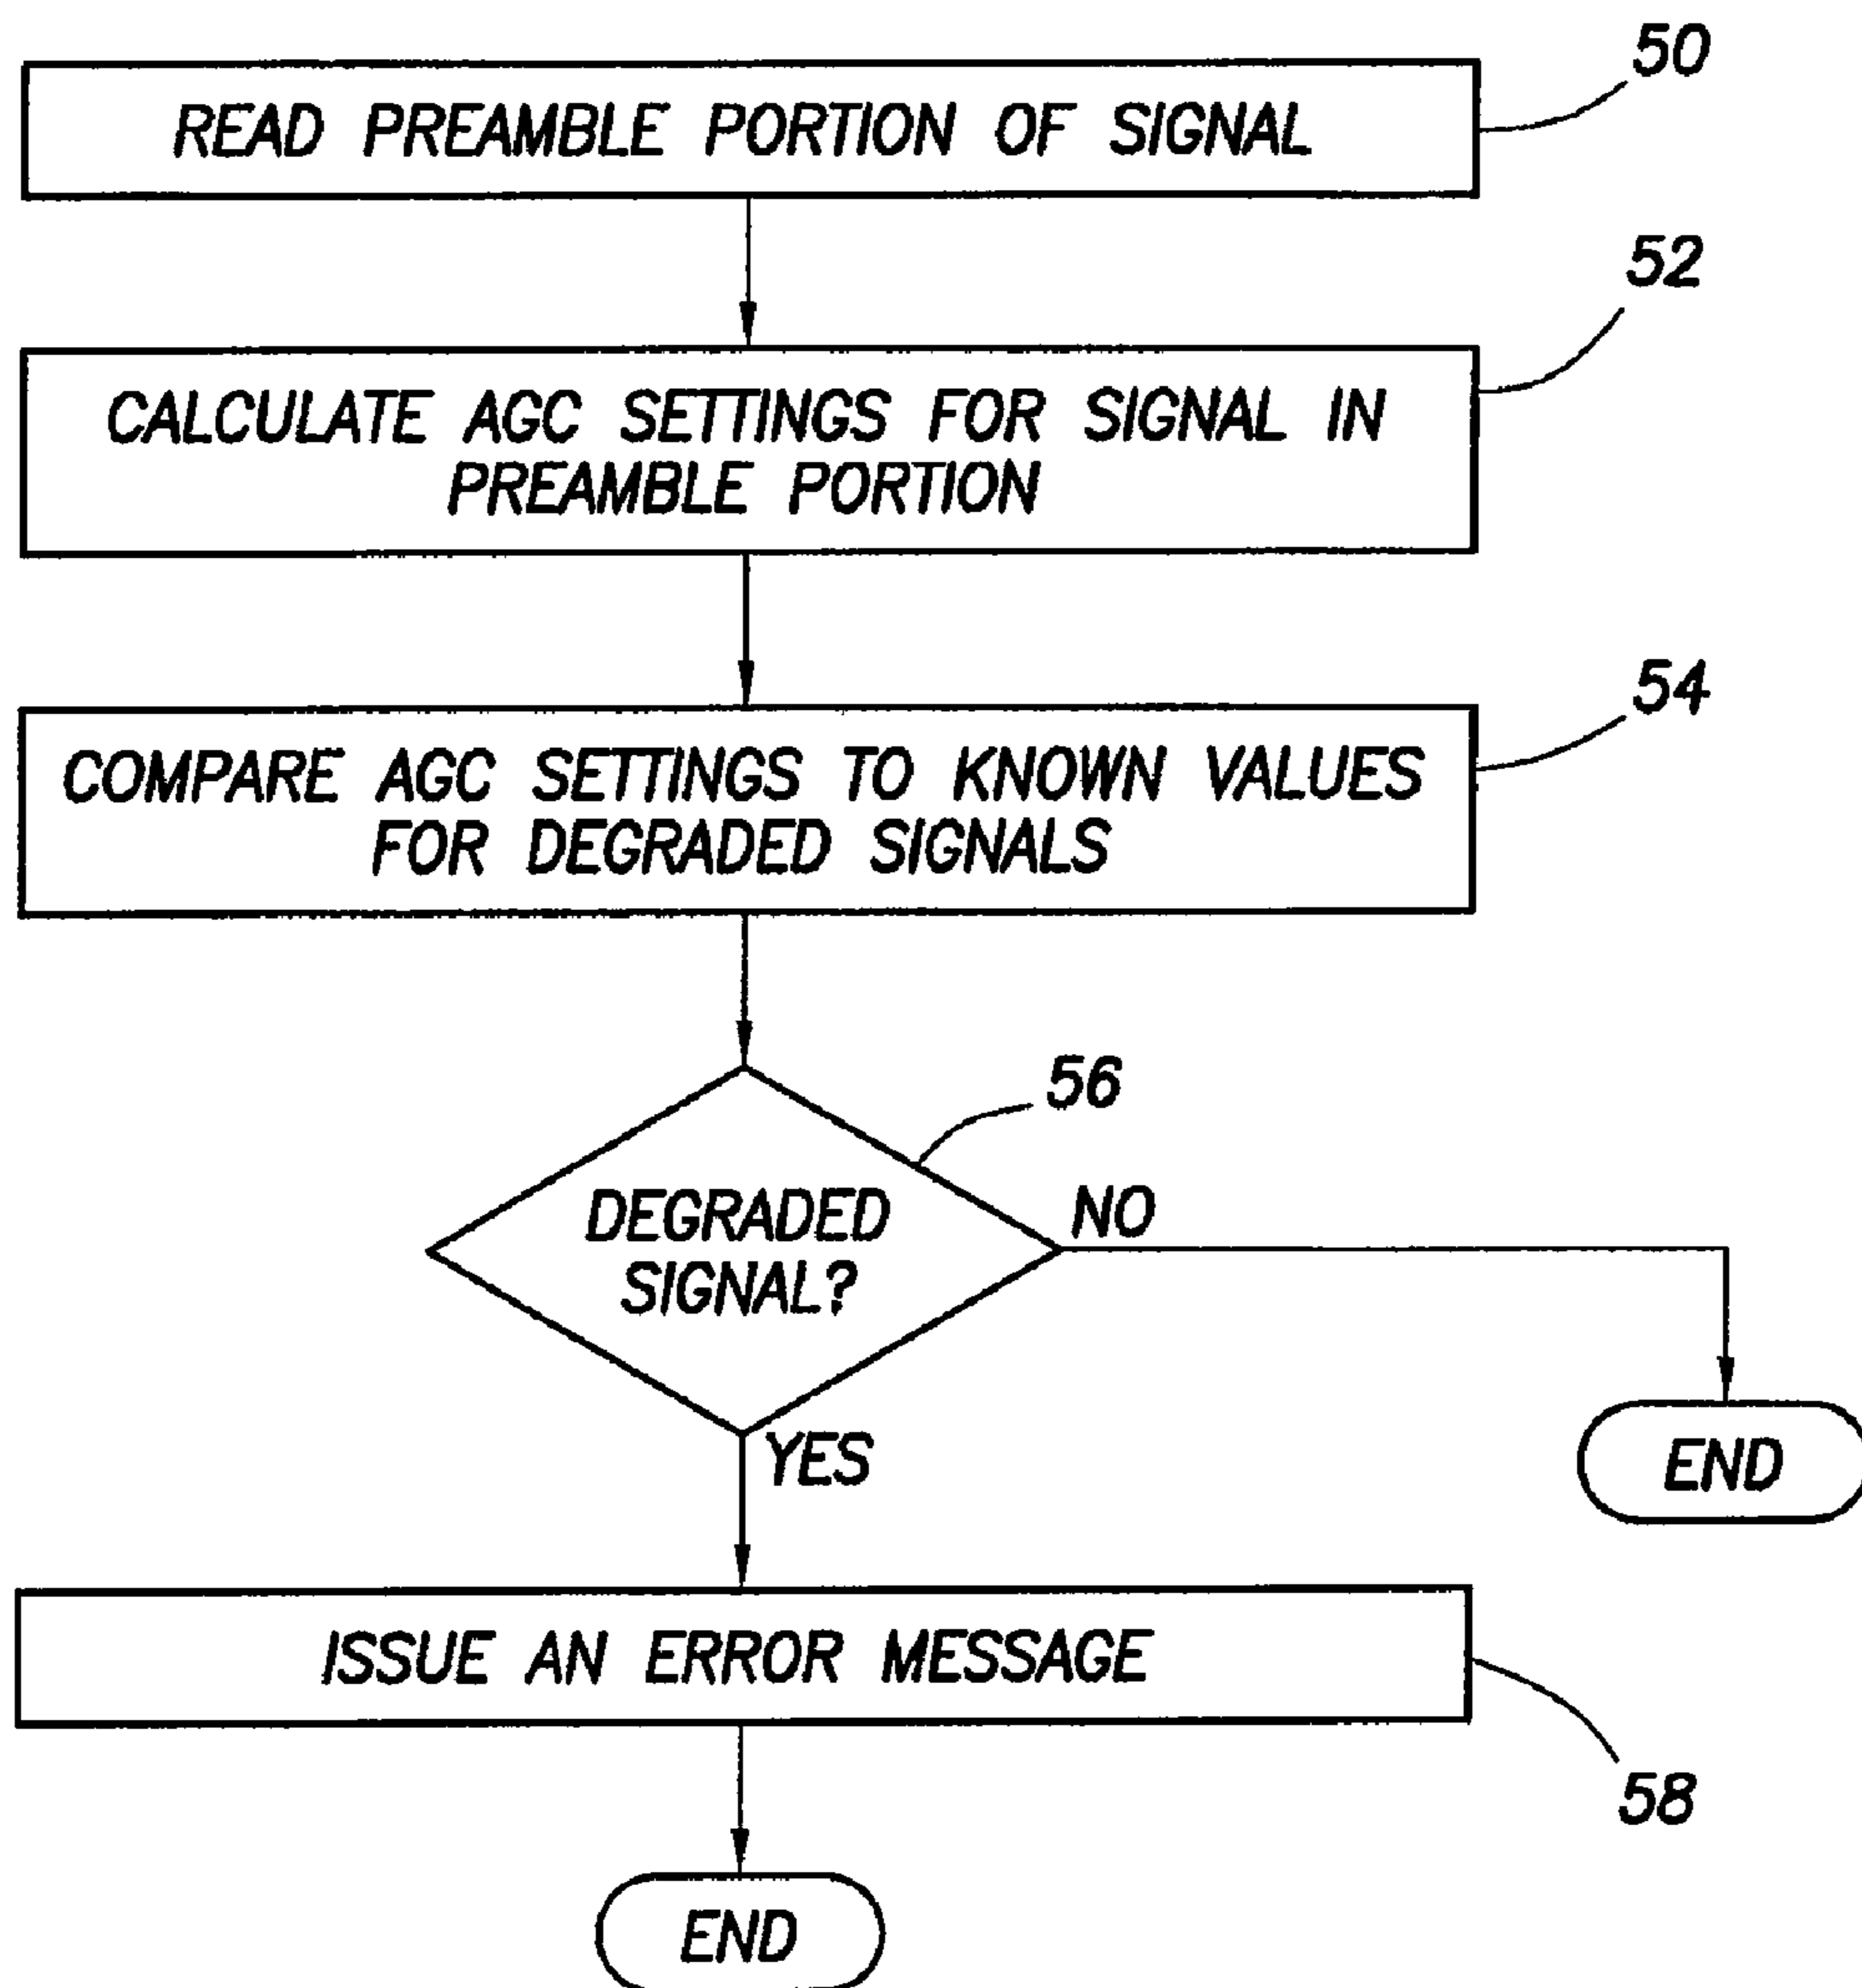 50
READ PREAMBLE PORTION OF SIGNAL
52
CALCULATE AGC SETTINGS FOR SIGNAL IN
PREAMBLE PORTION
54
COMPARE AGC SETTINGS TO KNOWN VALUES
FOR DEGRADED SIGNALS
56
DEGRADED
SIGNAL?
NO
YES
END
ISSUE AN ERROR MESSAGE
58
END